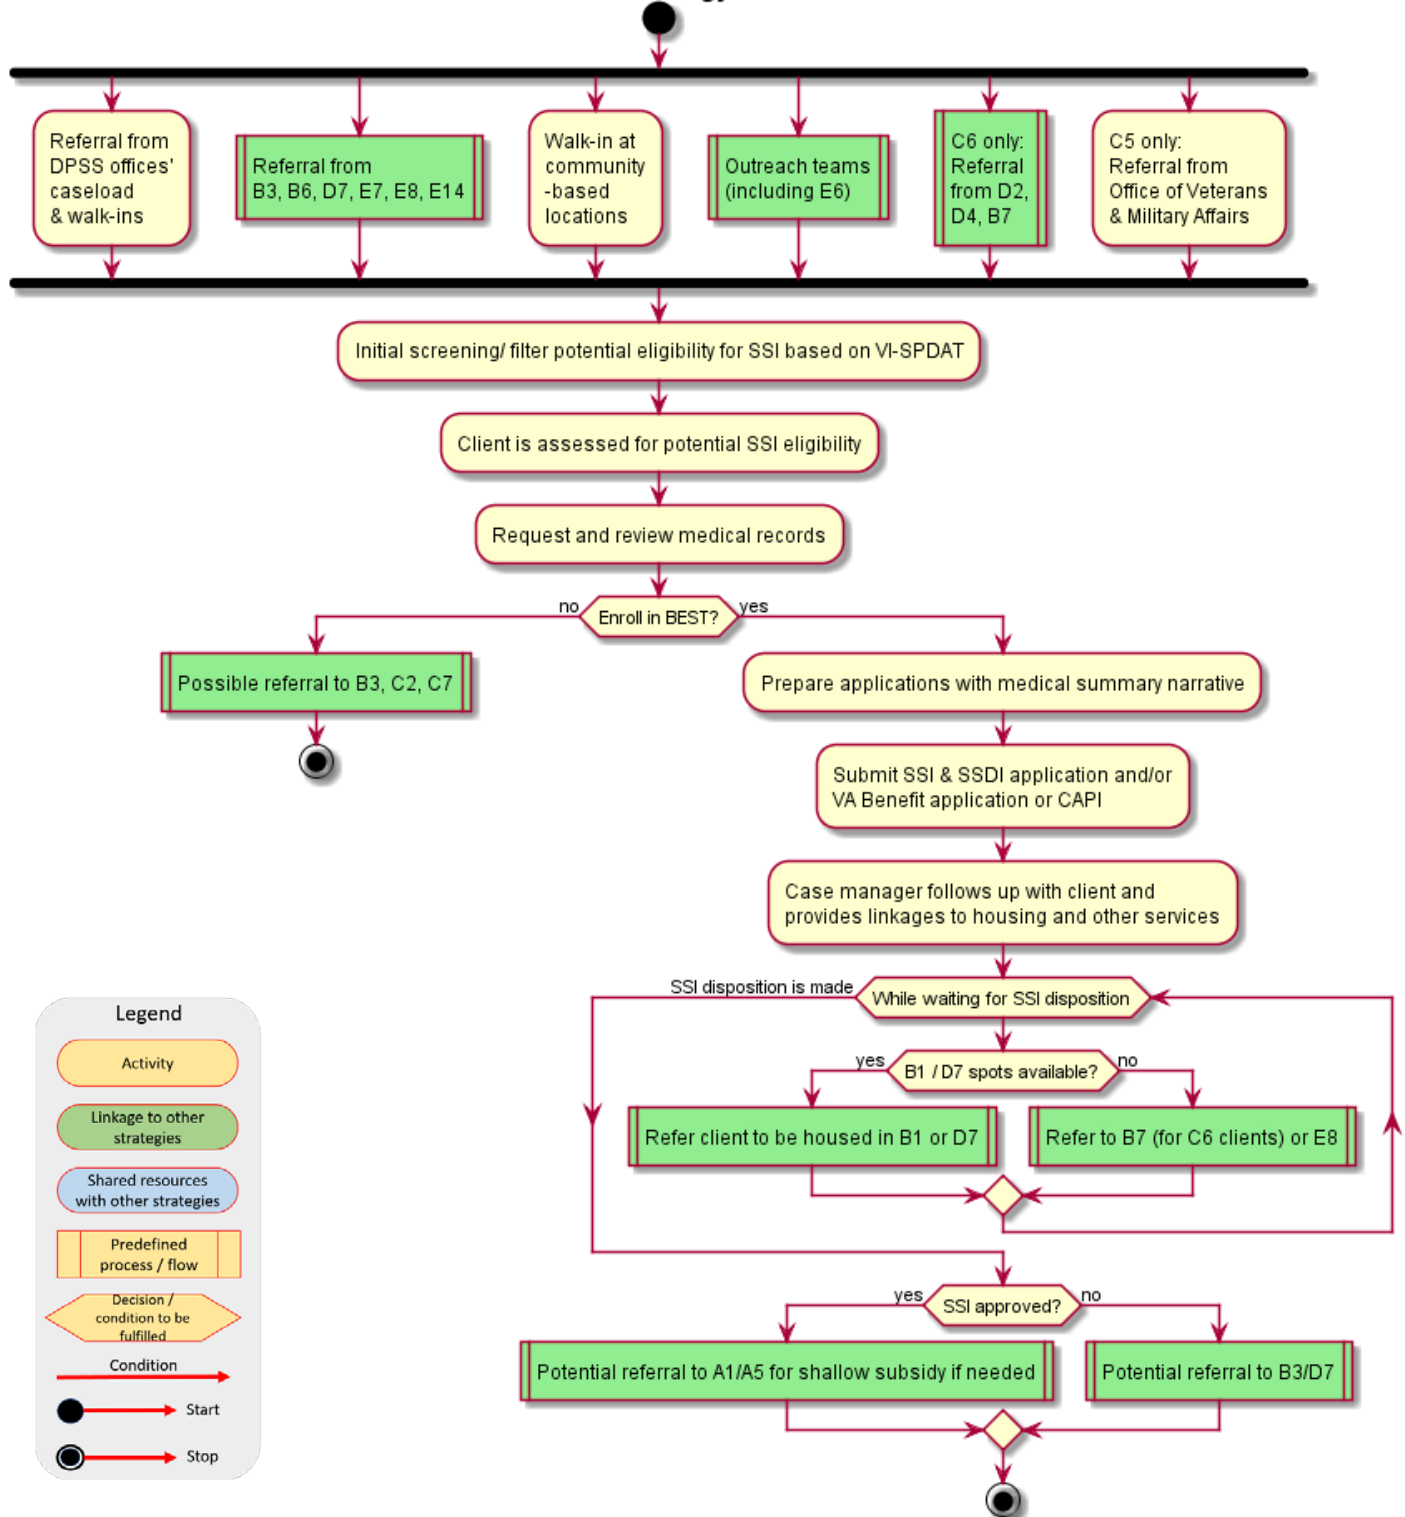 Referral from
DPSS offices'
caseload
& walk-ins
Referral from
B3, B6, D7, E7, E8, E14
Walk-in at
community
-based
locations
Outreach teams
(including E6)
C6 only:
Referral
from D2,
D4, B7
C5 only:
Referral from
Office of Veterans
& Military Affairs
Initial screening/ filter potential eligibility for SSI based on VI-SPDAT
Client is assessed for potential SSI eligibility
Request and review medical records
no
Enroll in BEST?
yes
Possible referral to B3, C2, C7
Prepare applications with medical summary narrative
Submit SSI & SSDI application and/or
VA Benefit application or CAPI
Case manager follows up with client and
provides linkages to housing and other services
SSI disposition is made
While waiting for SSI disposition
yes
B1 / D7 spots available?
no
Refer client to be housed in B1 or D7
Refer to B7 (for C6 clients) or E8
yes
SSI approved?
no
Potential referral to A1/A5 for shallow subsidy if needed
Potential referral to B3/D7
Legend
Activity
Linkage to other
strategies
Shared resources
with other strategies
Predefined
process / flow
Decision /
condition to be
fulfilled
Condition
Start
Stop